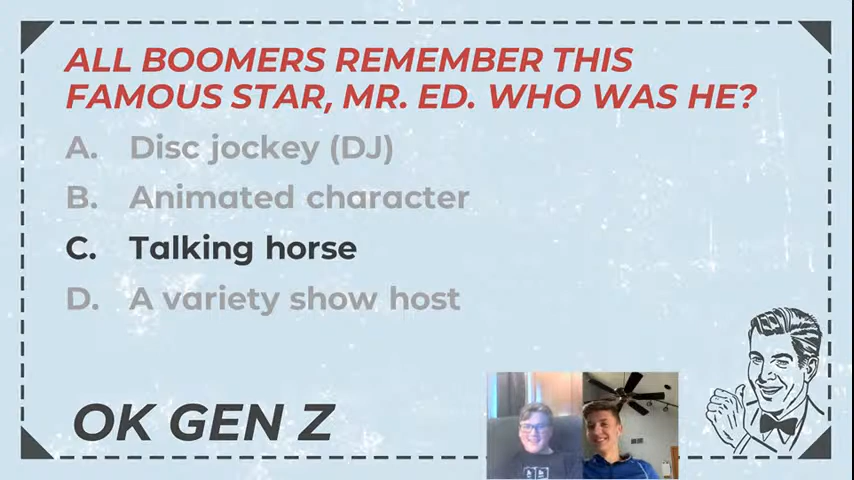 ALL BOOMERS REMEMBER THIS
FAMOUS STAR, MR. ED. WHO WAS HE?
A. Disc jockey (DJ)
B. Animated character
C. Talking horse
D. A variety show host
OK GEN Z